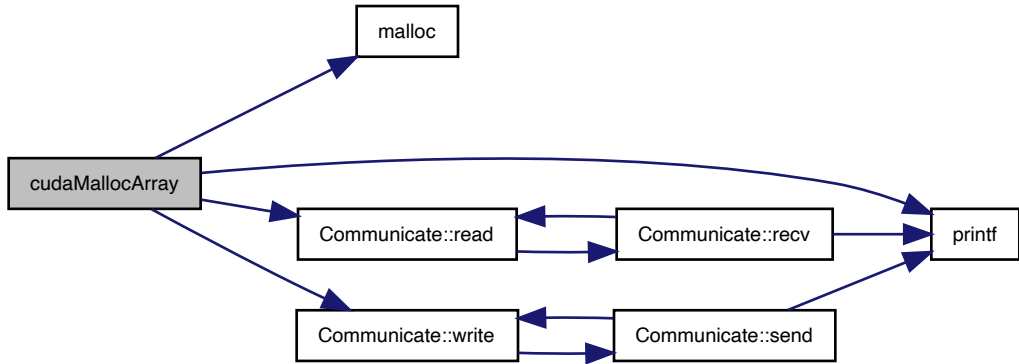 malloc
cudaMallocArray
Communicate::read
Communicate::recv
printf
Communicate::write
Communicate::send